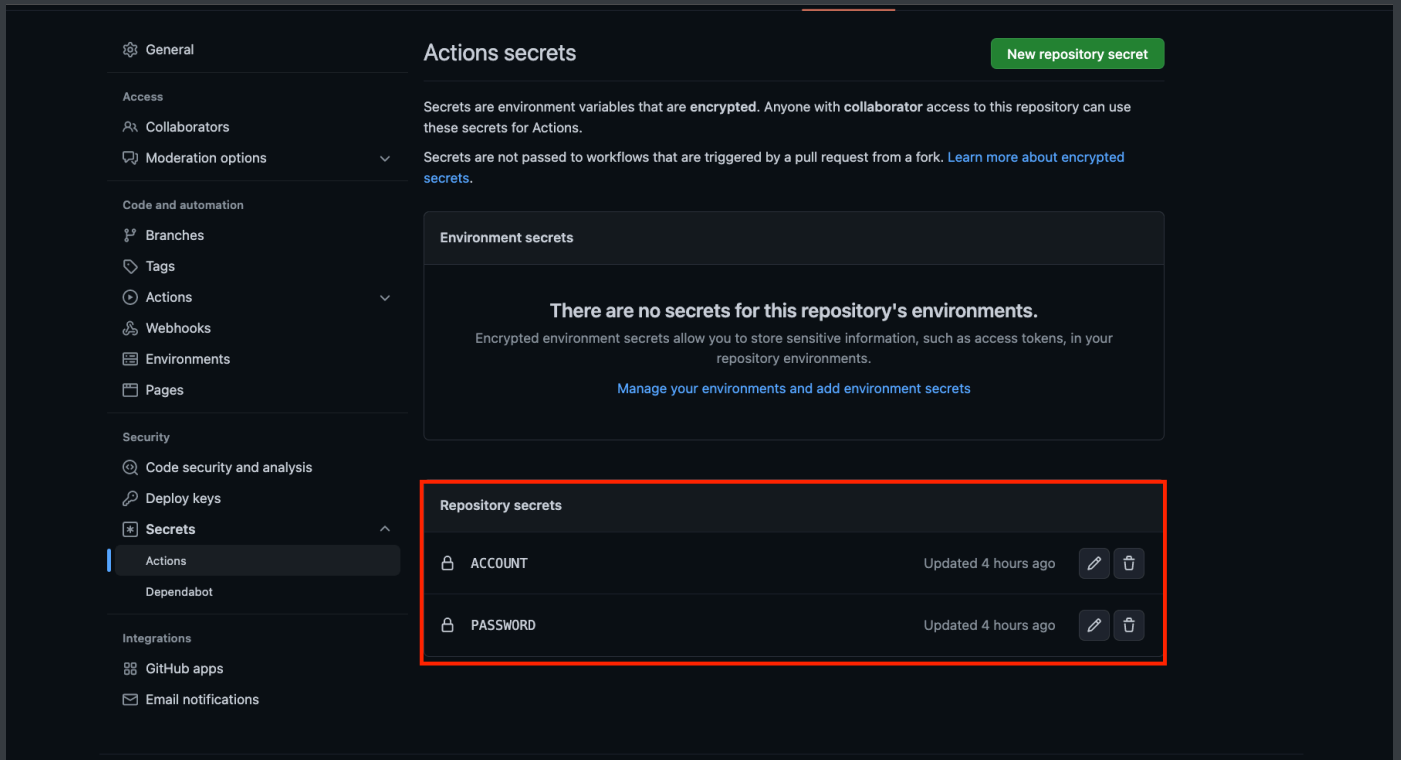 General
Access
Collaborators
Moderation options
Code and automation
Branches
Tags
Actions
Webhooks
Environments
Pages
Security
Code security and analysis
Deploy keys
Secrets
Actions
Dependabot
Integrations
GitHub apps
Email notifications
Actions secrets
New repository secret
Secrets are environment variables that are encrypted. Anyone with collaborator access to this repository can use
these secrets for Actions.
Secrets are not passed to workflows that are triggered by a pull request from a fork. Learn more about encrypted
secrets.
Environment secrets
There are no secrets for this repository's environments.
Encrypted environment secrets allow you to store sensitive information, such as access tokens, in your
repository environments.
Manage your environments and add environment secrets
Repository secrets
ACCOUNT Updated 4 hours ago
PASSWORD Updated 4 hours ago